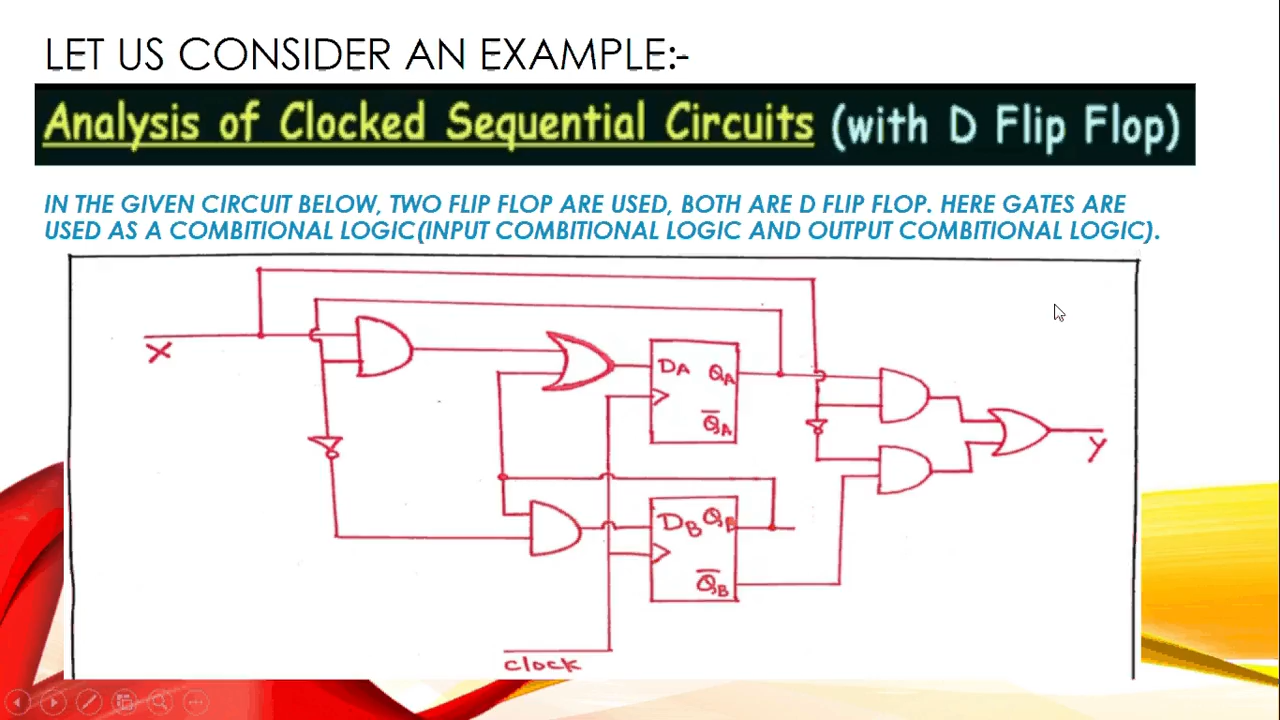 LET US CONSIDER AN EXAMPLE:-
Analysis of Clocked Sequential Circuits (with D Flip Flop)
IN THE GIVEN CIRCUIT BELOW, TWO FLIP FLOP ARE USED, BOTH ARE D FLIP FLOP. HERE GATES ARE
USED AS A COMBITIONAL LOGIC(INPUT COMBITIONAL LOGIC AND OUTPUT COMBITIONAL LOGIC).
X
DA QA
Q̅A
y
DB QB
Q̅B
clock